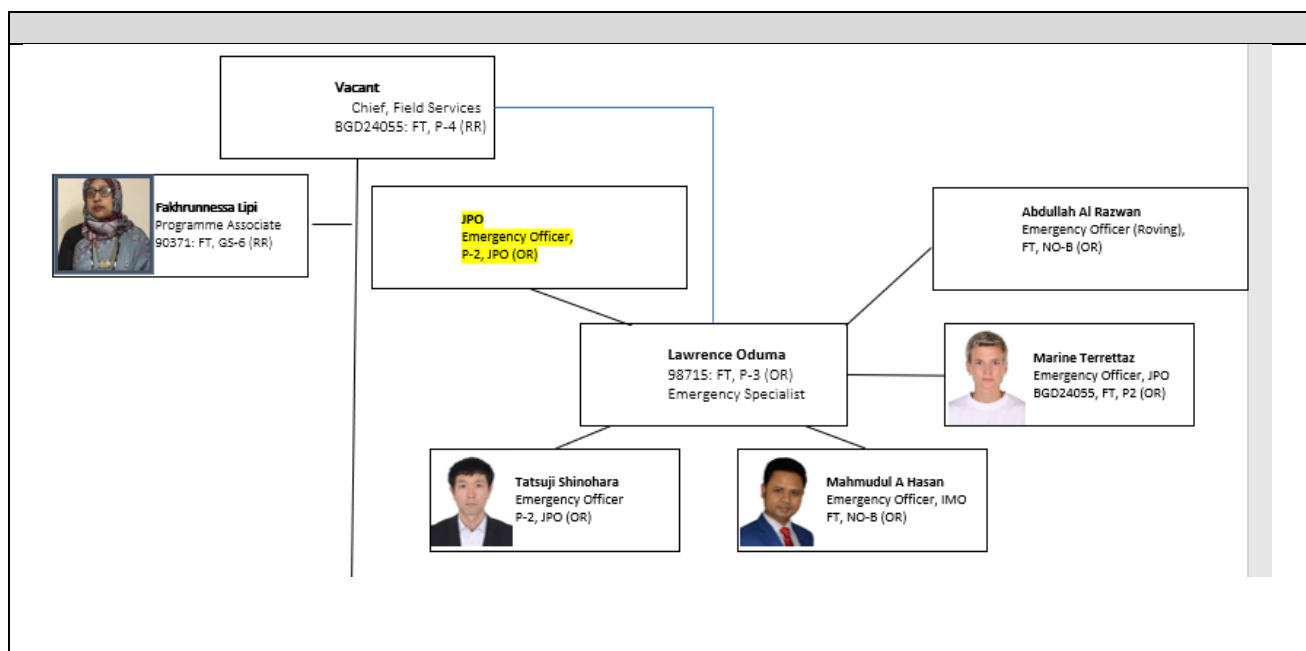 Vacant
Chief, Field Services
BGD24055: FT, P-4 (RR)
Fakhrunnessa Lipi
Programme Associate
90371: FT, GS-6 (RR)
JPO
Emergency Officer,
P-2, JPO (OR)
Abdullah Al Razwan
Emergency Officer (Roving),
FT, NO-B (OR)
Lawrence Oduma
98715: FT, P-3 (OR)
Emergency Specialist
Marine Terrettaz
Emergency Officer, JPO
BGD24055, FT, P2 (OR)
Tatsuji Shinohara
Emergency Officer
P-2, JPO (OR)
Mahmudul A Hasan
Emergency Officer, IMO
FT, NO-B (OR)